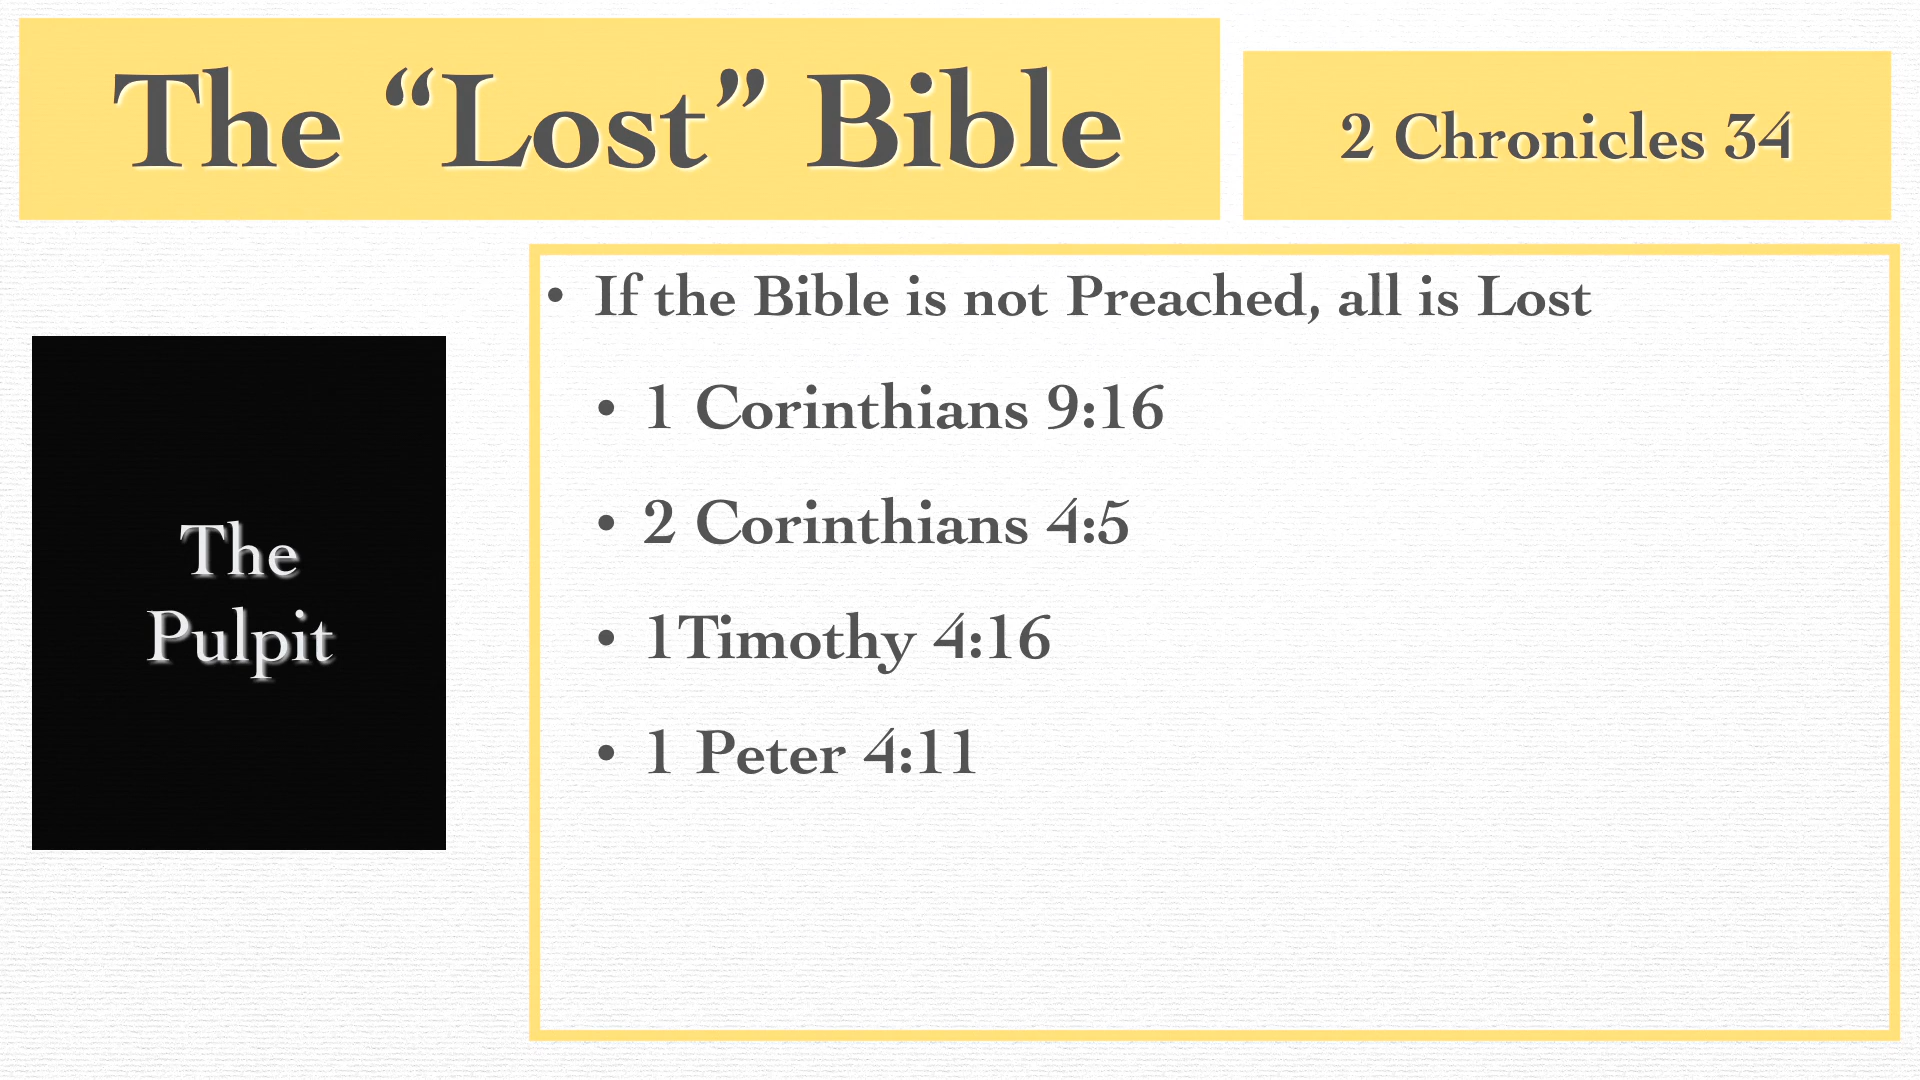 The “Lost” Bible
2 Chronicles 34
The
Pulpit
• If the Bible is not Preached, all is Lost
• 1 Corinthians 9:16
• 2 Corinthians 4:5
• 1Timothy 4:16
• 1 Peter 4:11